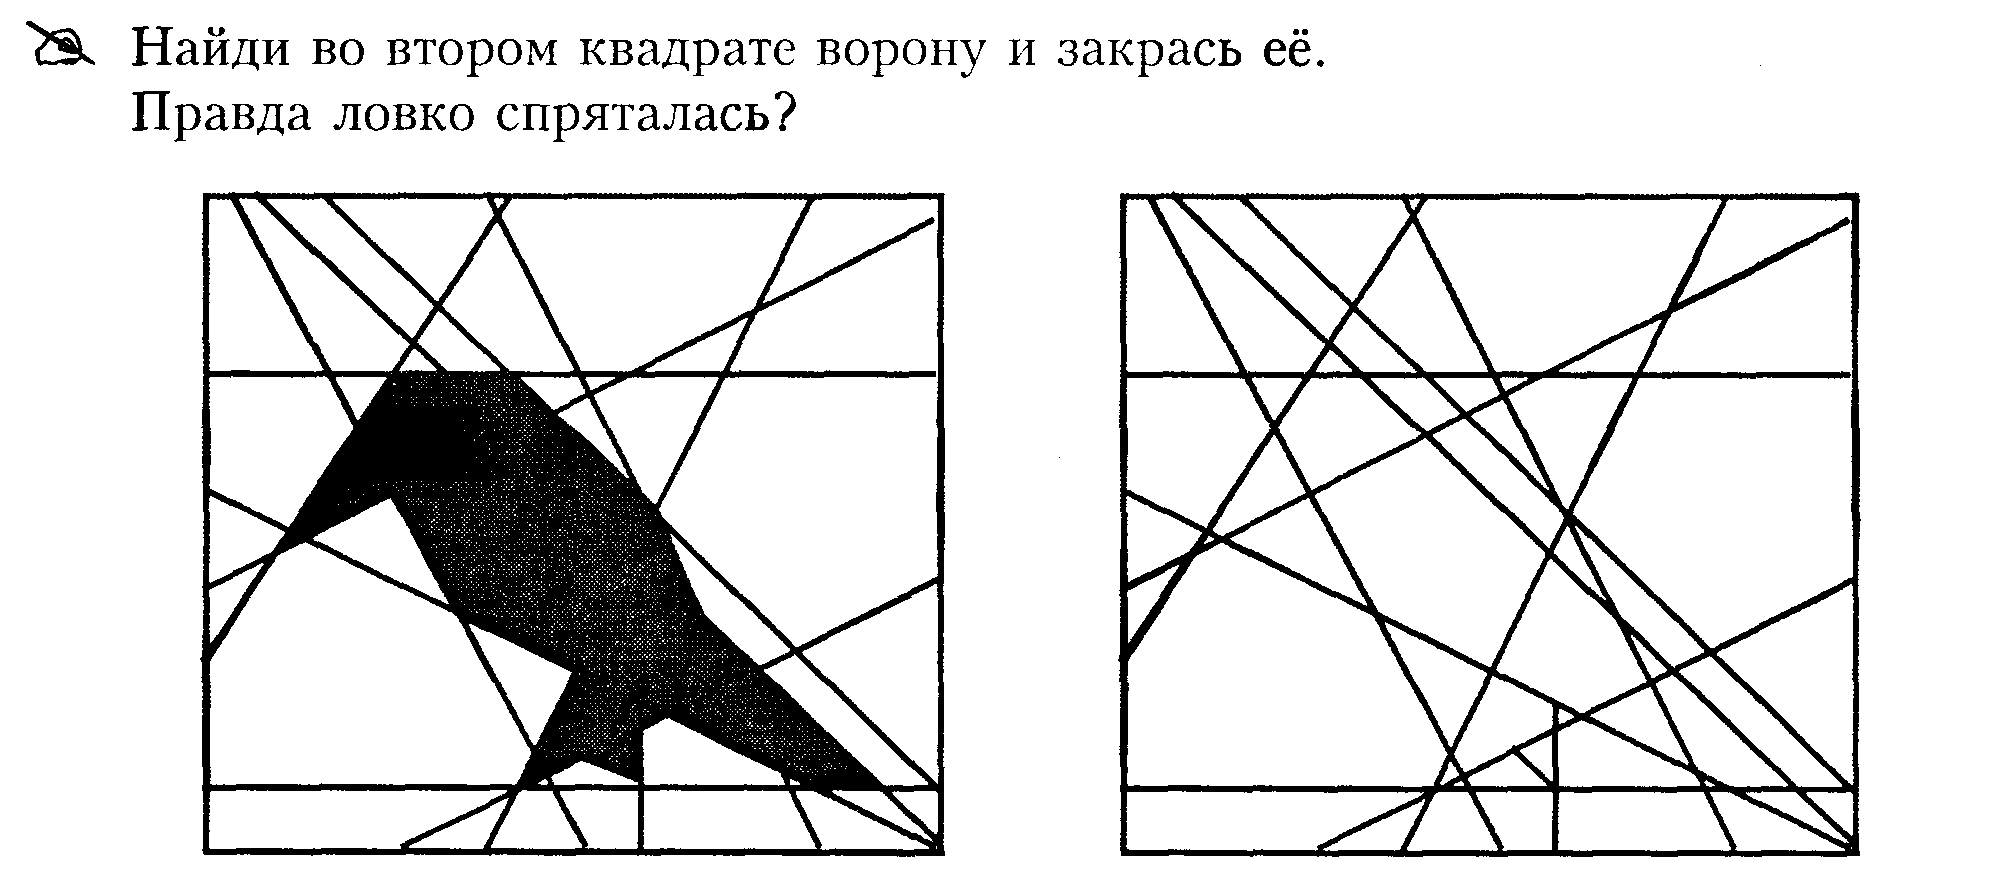 Найди во втором квадрате ворону и закрась её.
Правда ловко спряталась?